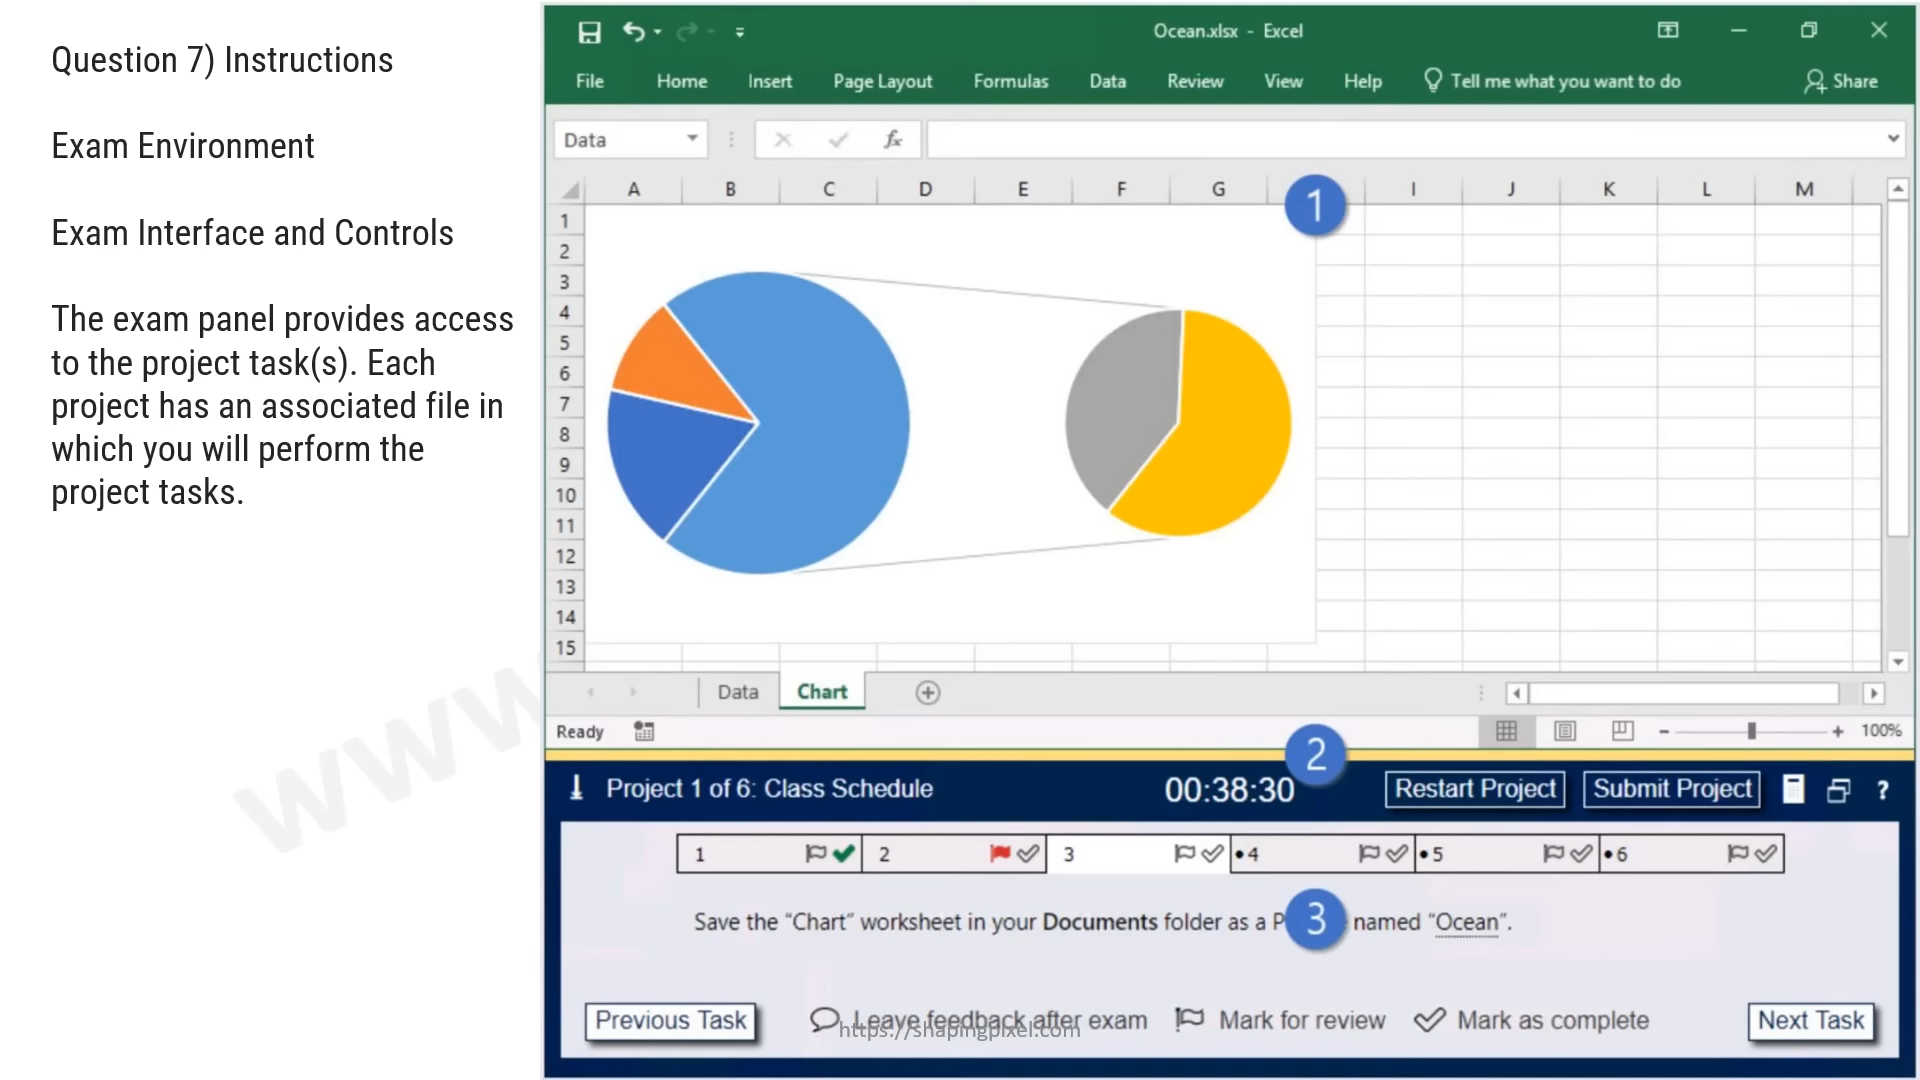 Question 7) Instructions
Exam Environment
Exam Interface and Controls
The exam panel provides access
to the project task(s). Each
project has an associated file in
which you will perform the
project tasks.
www
Ocean.xlsx - Excel
File Home Insert Page Layout Formulas Data Review View Help Tell me what you want to do Share
Data fx
A B C D E F G I J K L M
1
1
2
3
4
5
6
7
8
9
10
11
12
13
14
15
Data Chart
Ready 100%
2
Project 1 of 6: Class Schedule 00:38:30 Restart Project Submit Project ?
1 2 3 •4 •5 •6
Save the “Chart” worksheet in your Documents folder as a P 3 named “Ocean”.
Previous Task Leave feedback after exam Mark for review Mark as complete Next Task
https://shapingpixel.com